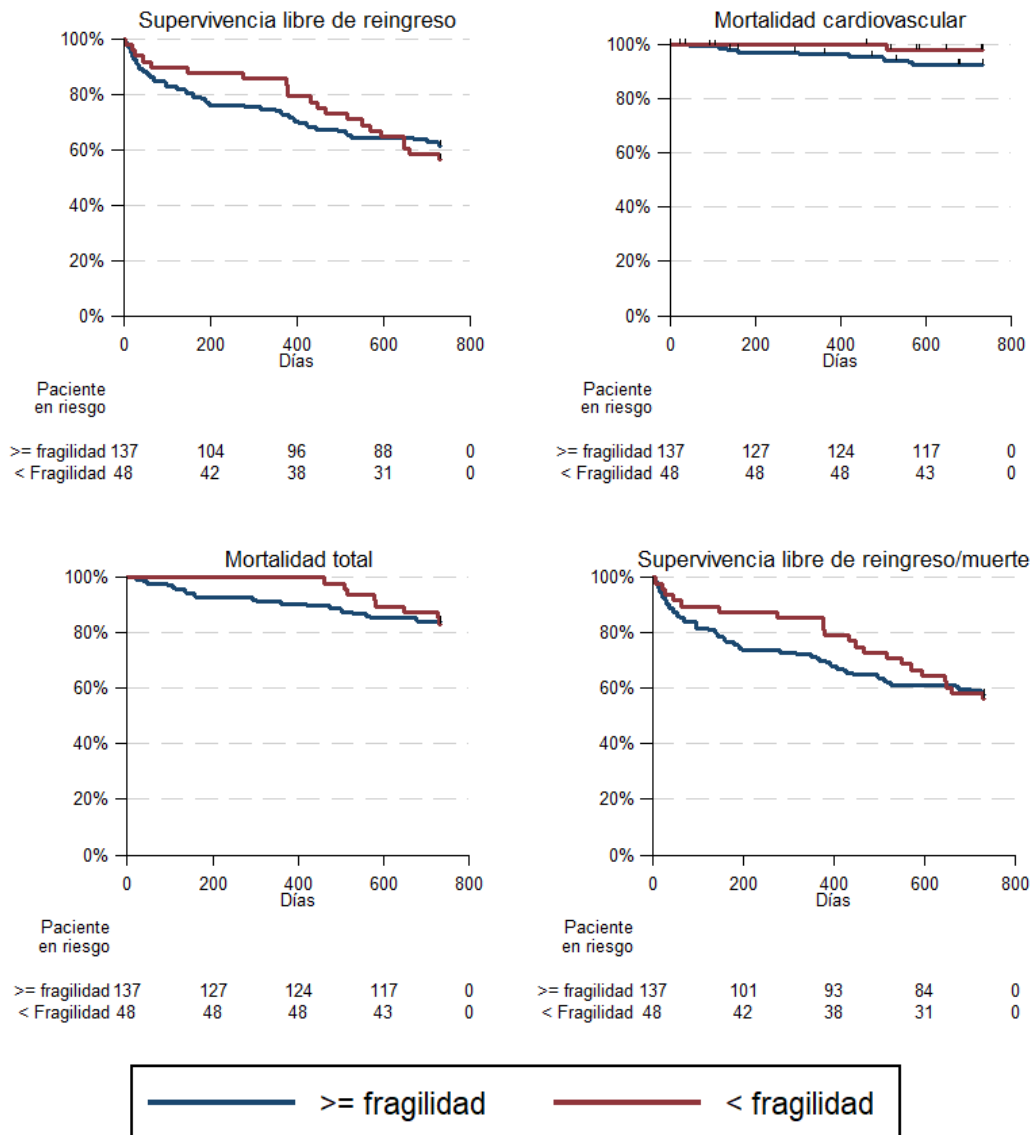 Supervivencia libre de reingreso
100%
80%
60%
40%
20%
0%
0 200 400 600 800
Días
Paciente
en riesgo
>= fragilidad 137 104 96 88 0
< Fragilidad 48 42 38 31 0
Mortalidad cardiovascular
100%
80%
60%
40%
20%
0%
0 200 400 600 800
Días
Paciente
en riesgo
>= fragilidad 137 127 124 117 0
< Fragilidad 48 48 48 43 0
Mortalidad total
100%
80%
60%
40%
20%
0%
0 200 400 600 800
Días
Paciente
en riesgo
>= fragilidad 137 127 124 117 0
< Fragilidad 48 48 48 43 0
Supervivencia libre de reingreso/muerte
100%
80%
60%
40%
20%
0%
0 200 400 600 800
Días
Paciente
en riesgo
>= fragilidad 137 101 93 84 0
< Fragilidad 48 42 38 31 0
>= fragilidad < fragilidad